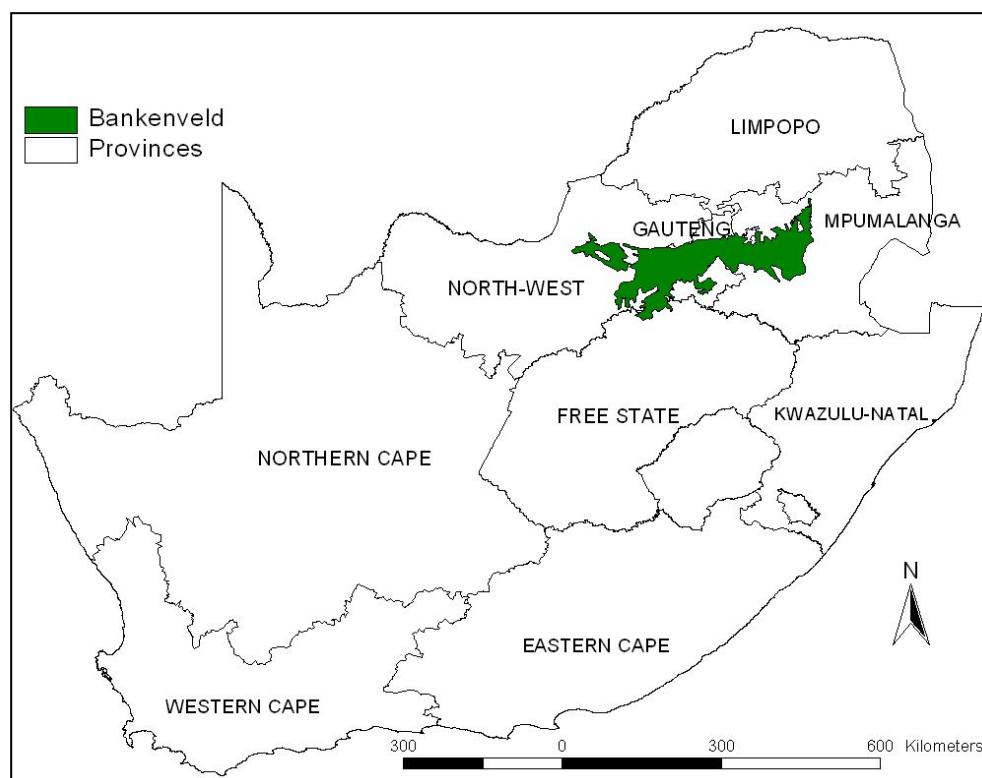 Bankenveld
Provinces
LIMPOPO
GAUTENG
MPUMALANGA
NORTH-WEST
FREE STATE
KWAZULU-NATAL
NORTHERN CAPE
N
EASTERN CAPE
WESTERN CAPE
300 0 300 600 Kilometers